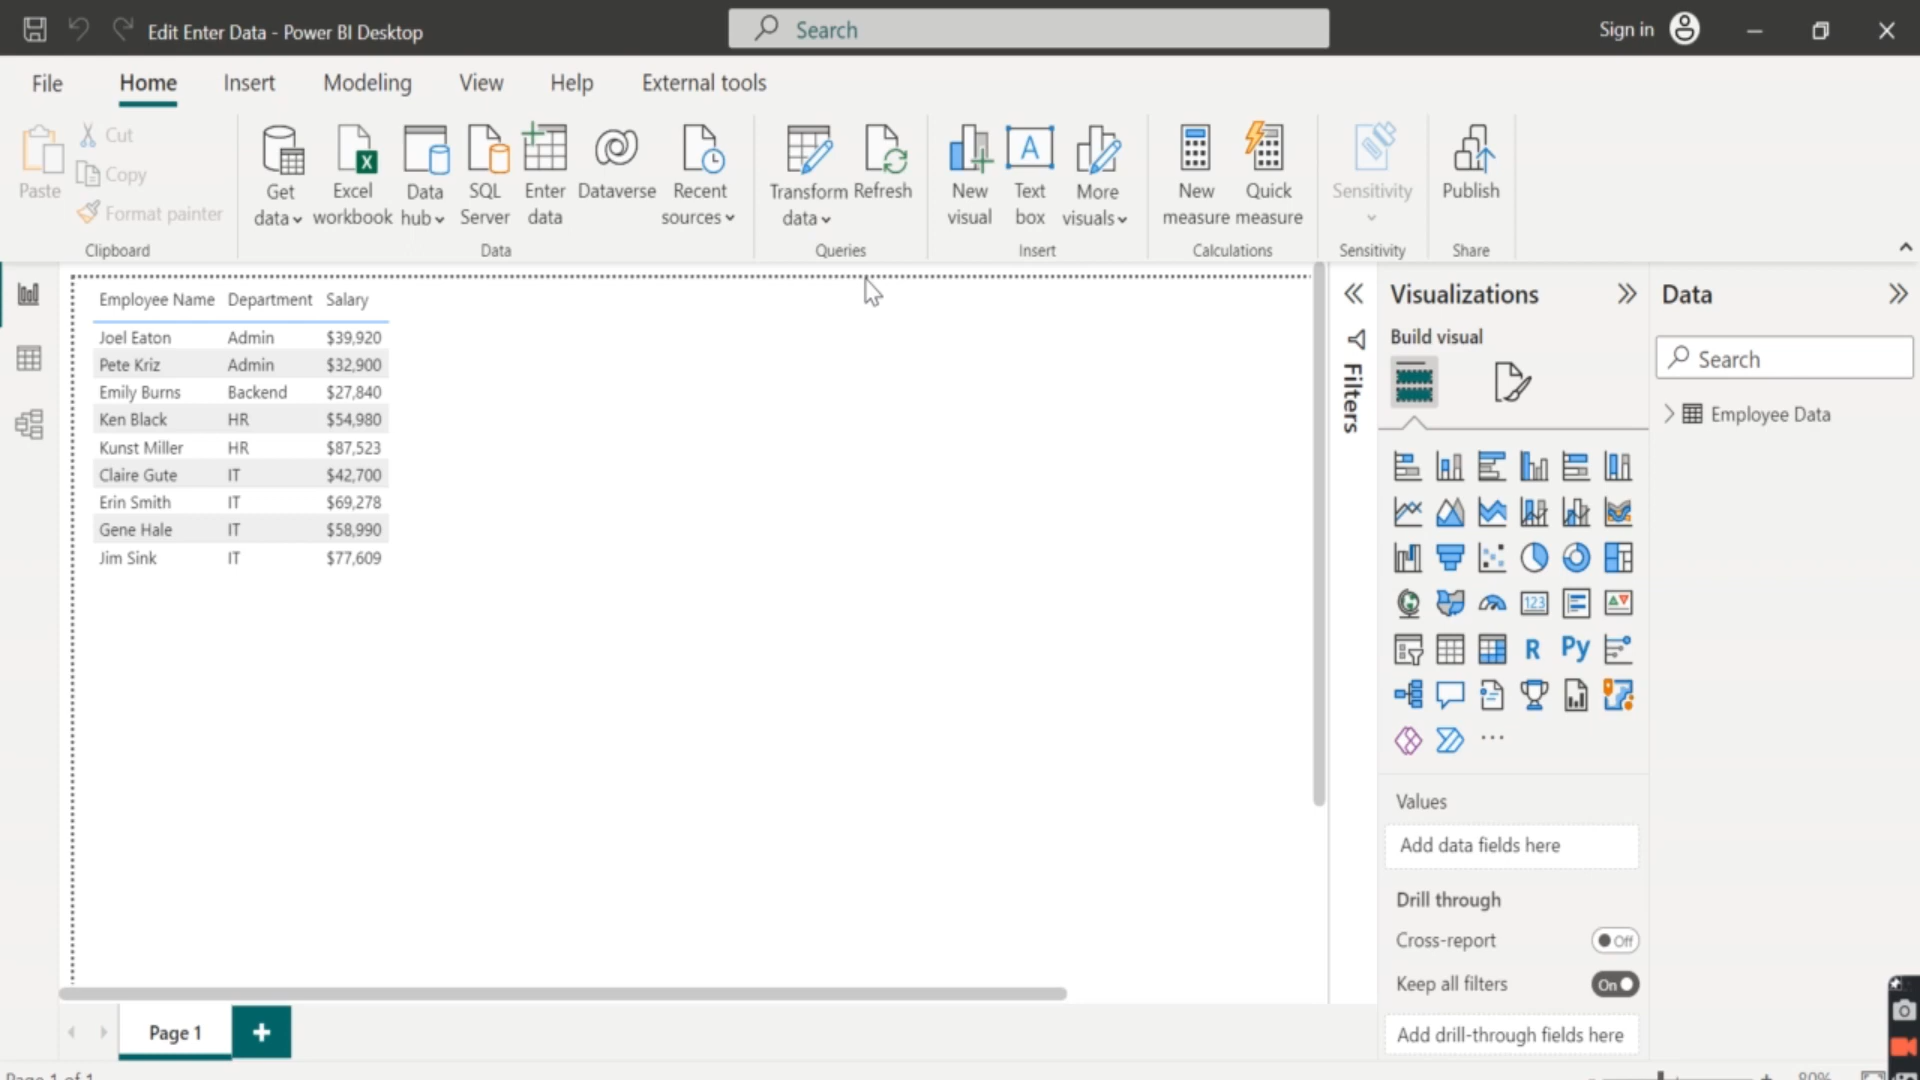 Edit Enter Data - Power BI Desktop
Search
Sign in
File Home Insert Modeling View Help External tools
Paste
Cut
Copy
Format painter
Clipboard
Get data
Excel workbook
Data hub
SQL Server
Enter data
Dataverse
Recent sources
Data
Transform data
Refresh
Queries
New visual
Text box
More visuals
Insert
New measure
Quick measure
Calculations
Sensitivity
Sensitivity
Publish
Share
Employee Name Department Salary
Joel Eaton Admin $39,920
Pete Kriz Admin $32,900
Emily Burns Backend $27,840
Ken Black HR $54,980
Kunst Miller HR $87,523
Claire Gute IT $42,700
Erin Smith IT $69,278
Gene Hale IT $58,990
Jim Sink IT $77,609
Filters
Visualizations
Build visual
123
R
Py
Values
Add data fields here
Drill through
Cross-report Off
Keep all filters On
Add drill-through fields here
Data
Search
Employee Data
Page 1
Page 1 of 1
80%